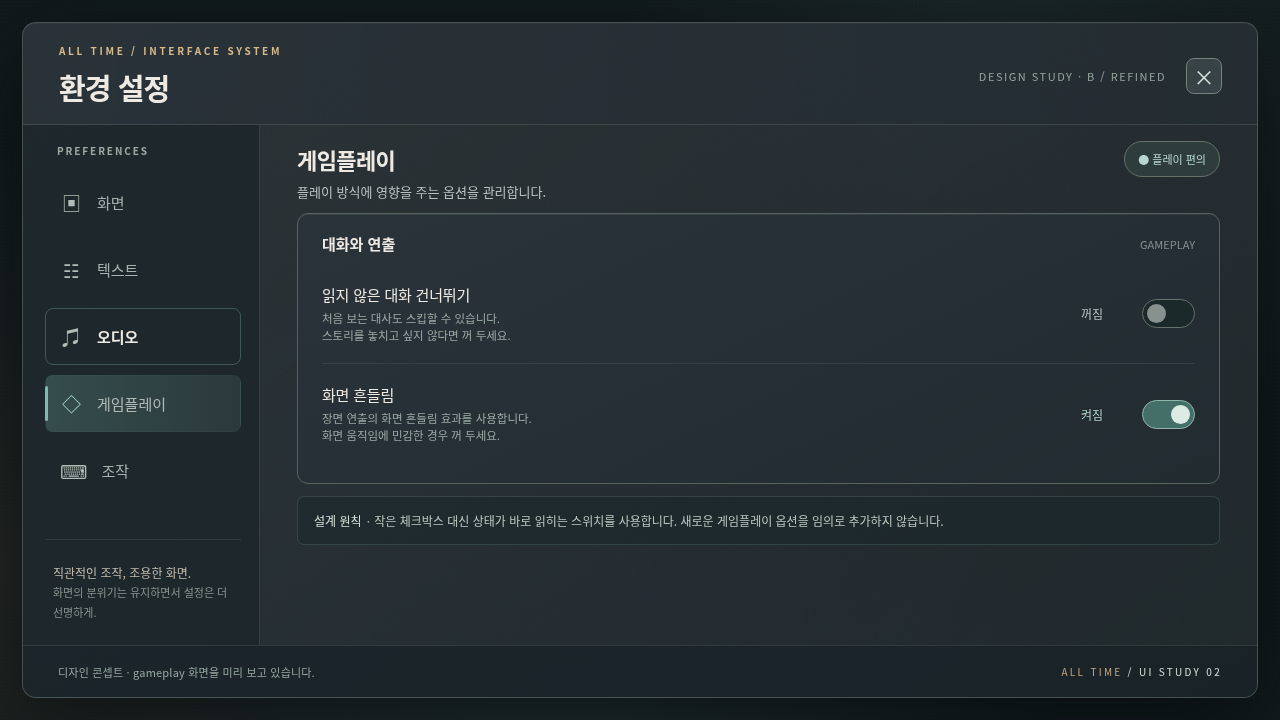 ALL TIME / INTERFACE SYSTEM
환경 설정
DESIGN STUDY · B / REFINED
PREFERENCES
화면
텍스트
오디오
게임플레이
조작
직관적인 조작, 조용한 화면.
화면의 분위기는 유지하면서 설정은 더
선명하게.
게임플레이
플레이 방식에 영향을 주는 옵션을 관리합니다.
플레이 편의
대화와 연출
GAMEPLAY
읽지 않은 대화 건너뛰기
처음 보는 대사도 스킵할 수 있습니다.
스토리를 놓치고 싶지 않다면 꺼 두세요.
꺼짐
화면 흔들림
장면 연출의 화면 흔들림 효과를 사용합니다.
화면 움직임에 민감한 경우 꺼 두세요.
켜짐
설계 원칙 · 작은 체크박스 대신 상태가 바로 읽히는 스위치를 사용합니다. 새로운 게임플레이 옵션을 임의로 추가하지 않습니다.
디자인 콘셉트 · gameplay 화면을 미리 보고 있습니다.
ALL TIME / UI STUDY 02